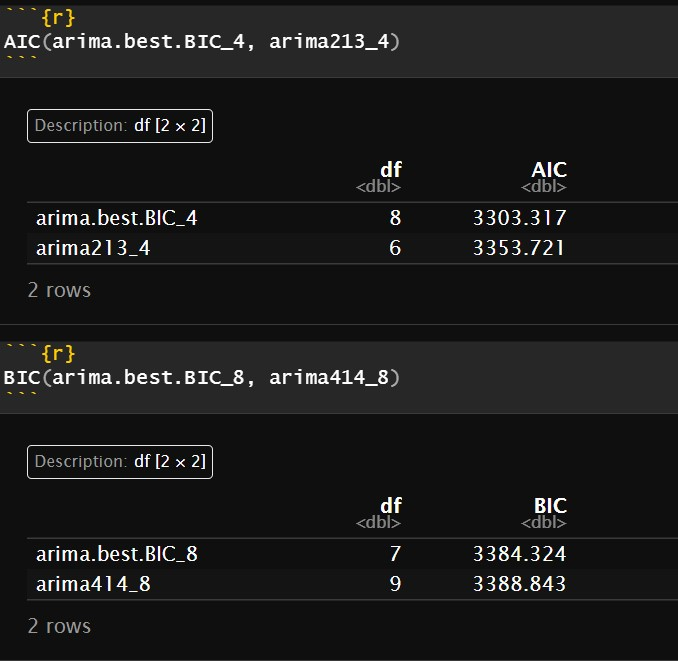 ```{r}
AIC(arima.best.BIC_4, arima213_4)
```
Description: df [2 × 2]
df AIC
<dbl> <dbl>
arima.best.BIC_4 8 3303.317
arima213_4 6 3353.721
2 rows
```{r}
BIC(arima.best.BIC_8, arima414_8)
```
Description: df [2 × 2]
df BIC
<dbl> <dbl>
arima.best.BIC_8 7 3384.324
arima414_8 9 3388.843
2 rows